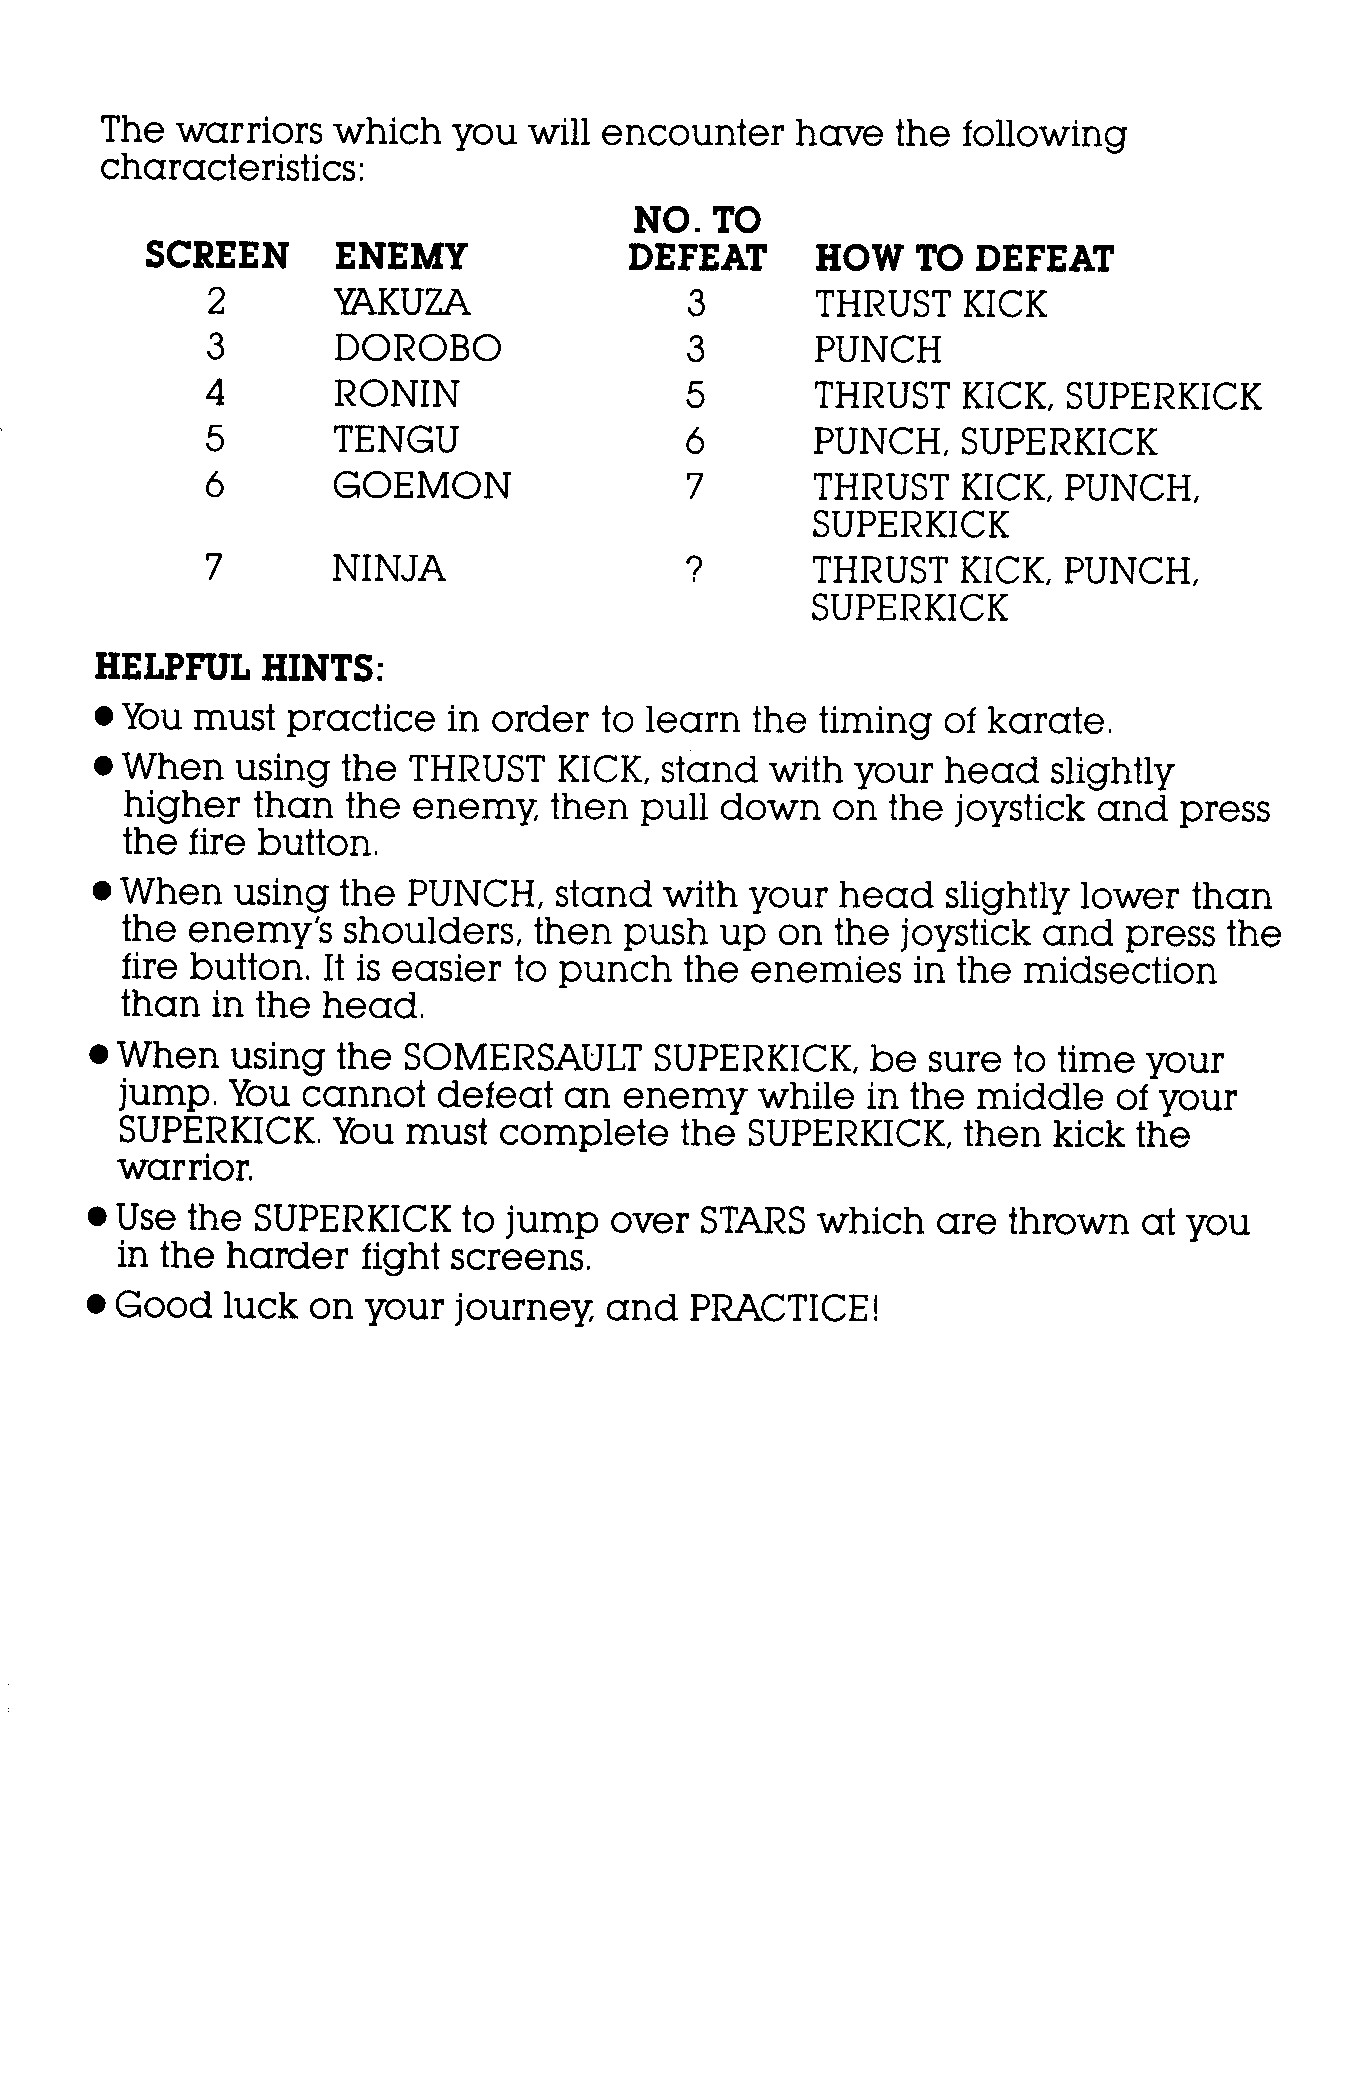 The warriors which you will encounter have the following
characteristics:
NO. TO
SCREEN ENEMY DEFEAT HOW TO DEFEAT
2 YAKUZA 3 THRUST KICK
3 DOROBO 3 PUNCH
4 RONIN 5 THRUST KICK, SUPERKICK
5 TENGU 6 PUNCH, SUPERKICK
6 GOEMON 7 THRUST KICK, PUNCH,
SUPERKICK
7 NINJA ? THRUST KICK, PUNCH,
SUPERKICK
HELPFUL HINTS:
● You must practice in order to learn the timing of karate.
● When using the THRUST KICK, stand with your head slightly
higher than the enemy, then pull down on the joystick and press
the fire button.
● When using the PUNCH, stand with your head slightly lower than
the enemy's shoulders, then push up on the joystick and press the
fire button. It is easier to punch the enemies in the midsection
than in the head.
● When using the SOMERSAULT SUPERKICK, be sure to time your
jump. You cannot defeat an enemy while in the middle of your
SUPERKICK. You must complete the SUPERKICK, then kick the
warrior.
● Use the SUPERKICK to jump over STARS which are thrown at you
in the harder fight screens.
● Good luck on your journey, and PRACTICE!